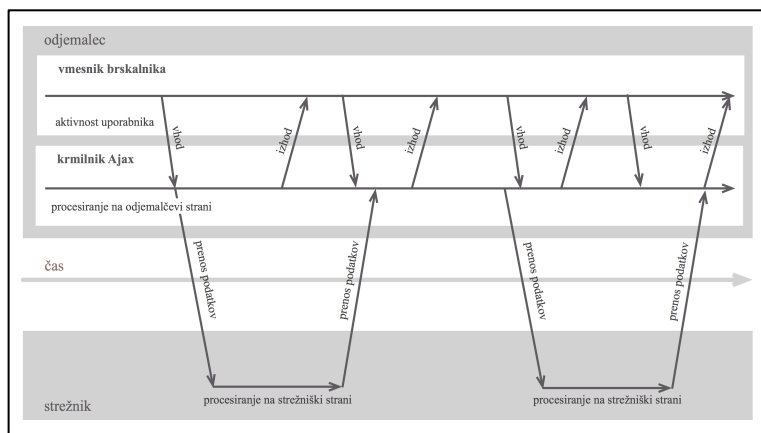 odjemalec
vmesnik brskalnika
aktivnost uporabnika
vhod
izhod
vhod
izhod
vhod
izhod
vhod
izhod
krmilnik Ajax
procesiranje na odjemalčevi strani
prenos podatkov
prenos podatkov
prenos podatkov
prenos podatkov
čas
procesiranje na strežniški strani
procesiranje na strežniški strani
strežnik